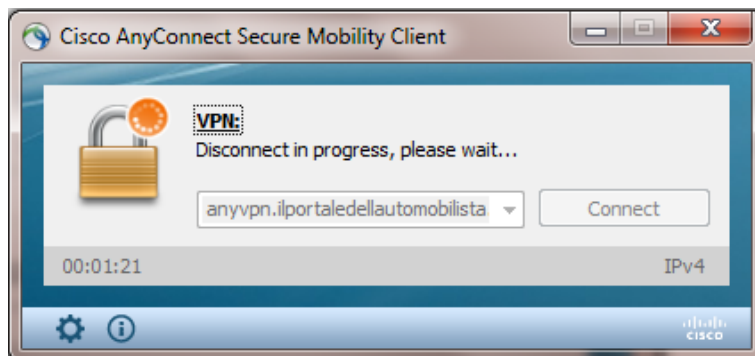 Cisco AnyConnect Secure Mobility Client
VPN:
Disconnect in progress, please wait...
anyvpn.ilportaledellautomobilista
Connect
00:01:21
IPv4
CISCO